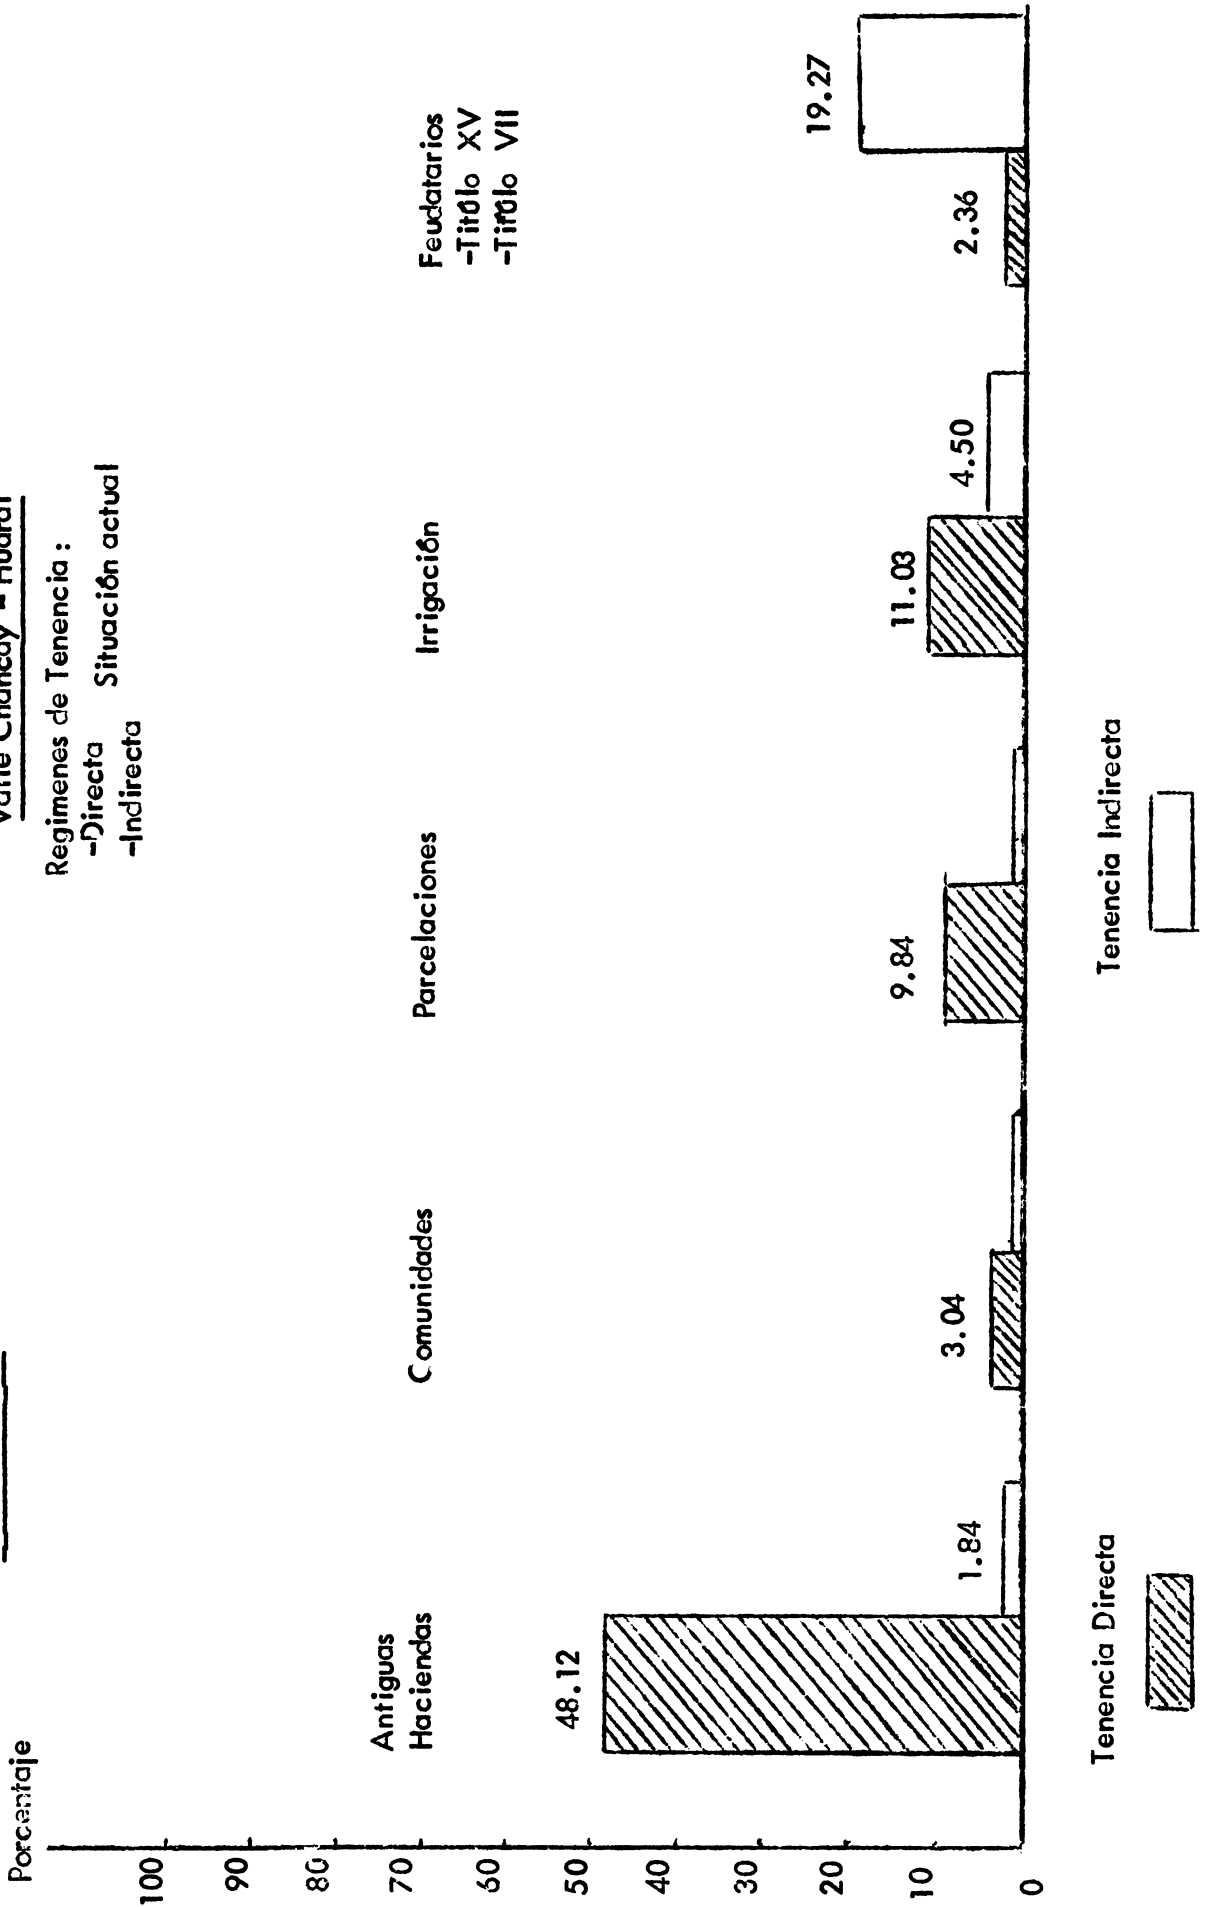 Valle Chancay - Huaral
Regimenes de Tenencia :
-Directa Situación actual
-Indirecta
Porcentaje
100
90
80
70
60
50
40
30
20
10
0
Antiguas
Haciendas
Comunidades
Parcelaciones
Irrigación
Feudatarios
-Titúlo XV
-Titúlo VII
48.12
1.84
3.04
9.84
11.03
4.50
2.36
19.27
Tenencia Directa
Tenencia Indirecta